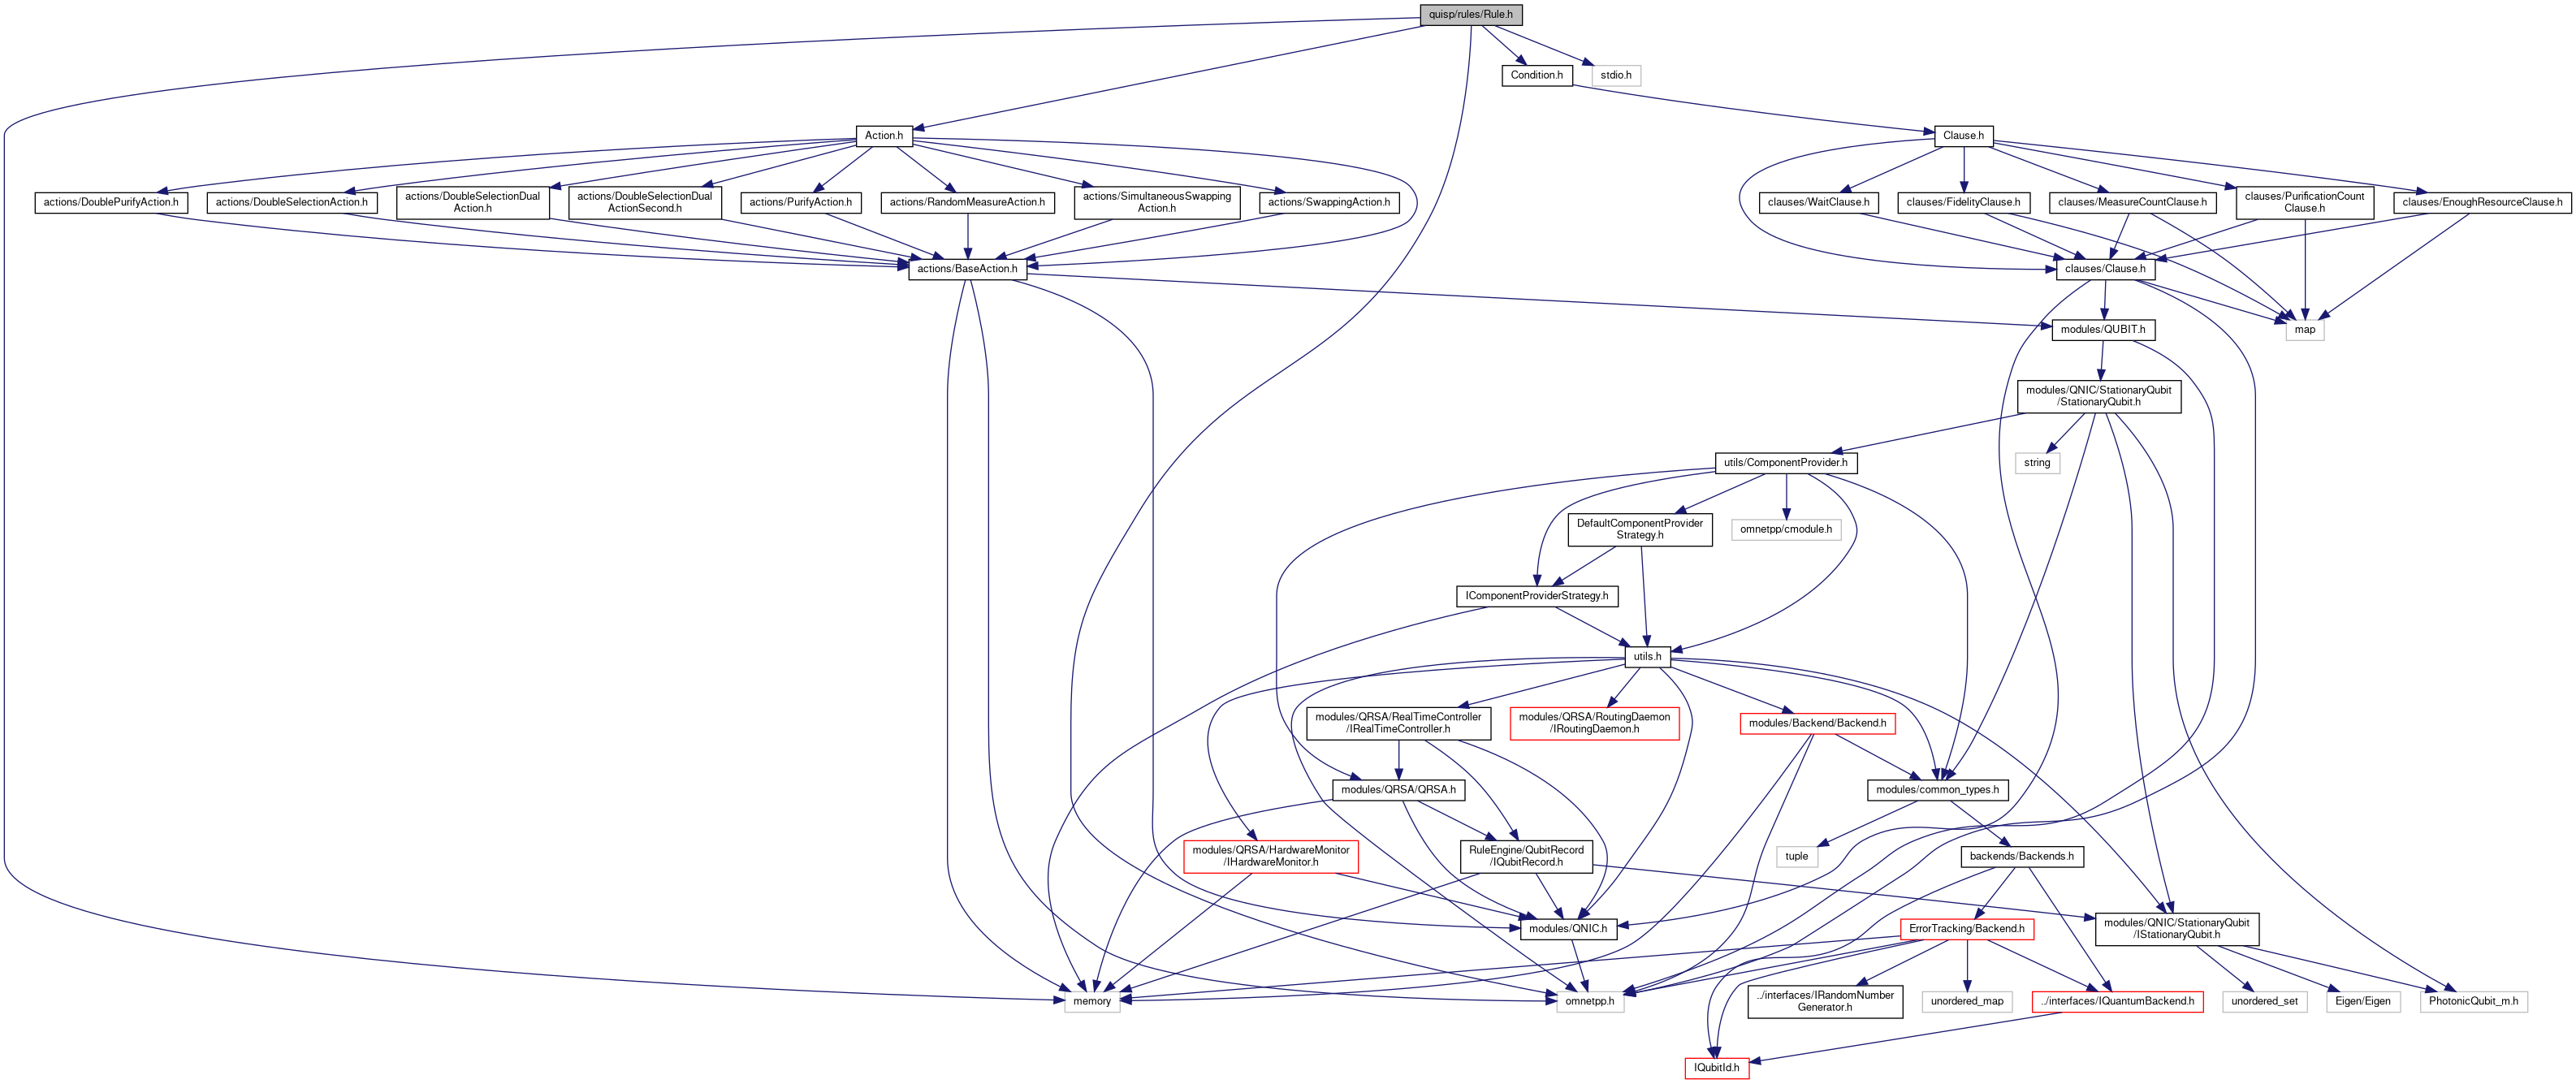 quisp/rules/Rule.h
Condition.h
stdio.h
Action.h
Clause.h
actions/DoublePurifyAction.h
actions/DoubleSelectionAction.h
actions/DoubleSelectionDual
Action.h
actions/DoubleSelectionDual
ActionSecond.h
actions/PurifyAction.h
actions/RandomMeasureAction.h
actions/SimultaneousSwapping
Action.h
actions/SwappingAction.h
clauses/WaitClause.h
clauses/FidelityClause.h
clauses/MeasureCountClause.h
clauses/PurificationCount
Clause.h
clauses/EnoughResourceClause.h
actions/BaseAction.h
clauses/Clause.h
modules/QUBIT.h
map
modules/QNIC/StationaryQubit
/StationaryQubit.h
utils/ComponentProvider.h
string
DefaultComponentProvider
Strategy.h
omnetpp/cmodule.h
IComponentProviderStrategy.h
utils.h
modules/QRSA/RealTimeController
/IRealTimeController.h
modules/QRSA/RoutingDaemon
/IRoutingDaemon.h
modules/Backend/Backend.h
modules/QRSA/QRSA.h
modules/common_types.h
modules/QRSA/HardwareMonitor
/IHardwareMonitor.h
RuleEngine/QubitRecord
/IQubitRecord.h
tuple
backends/Backends.h
modules/QNIC.h
ErrorTracking/Backend.h
modules/QNIC/StationaryQubit
/IStationaryQubit.h
memory
omnetpp.h
../interfaces/IRandomNumber
Generator.h
unordered_map
../interfaces/IQuantumBackend.h
unordered_set
Eigen/Eigen
PhotonicQubit_m.h
IQubitId.h